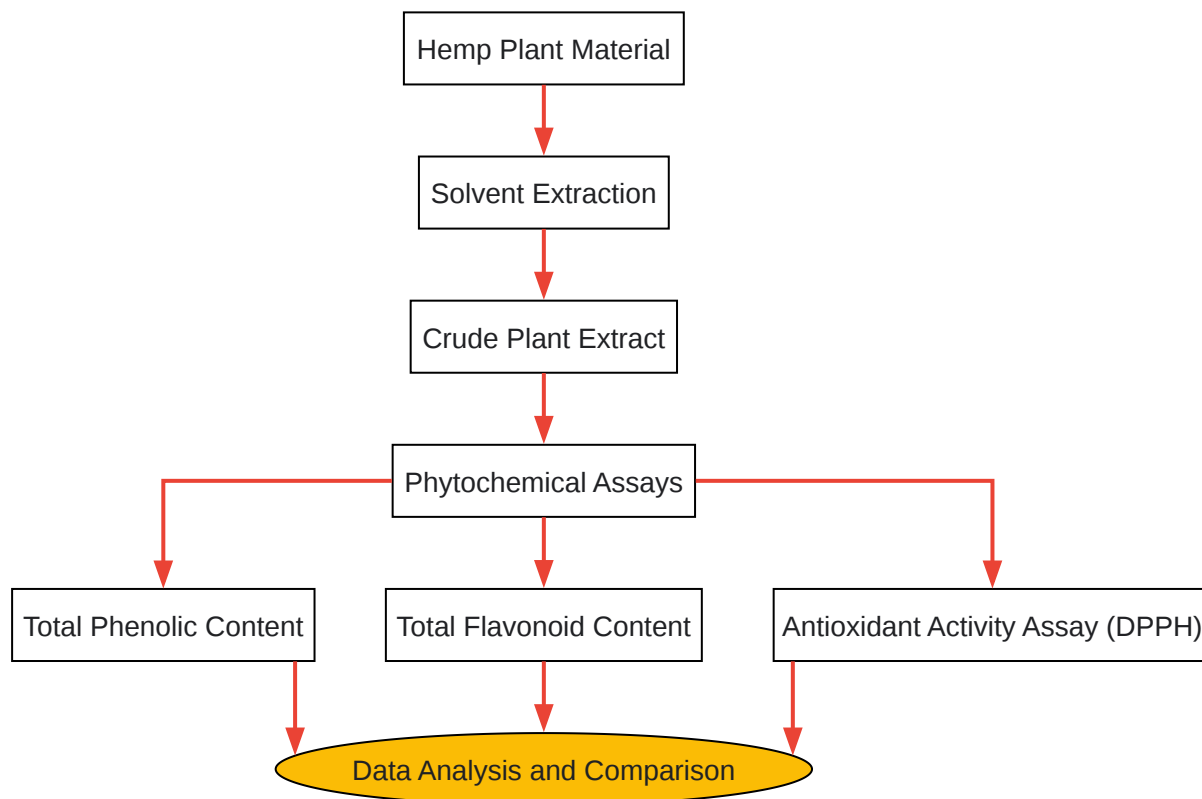 Hemp Plant Material
Solvent Extraction
Crude Plant Extract
Phytochemical Assays
Total Phenolic Content
Total Flavonoid Content
Antioxidant Activity Assay (DPPH)
Data Analysis and Comparison